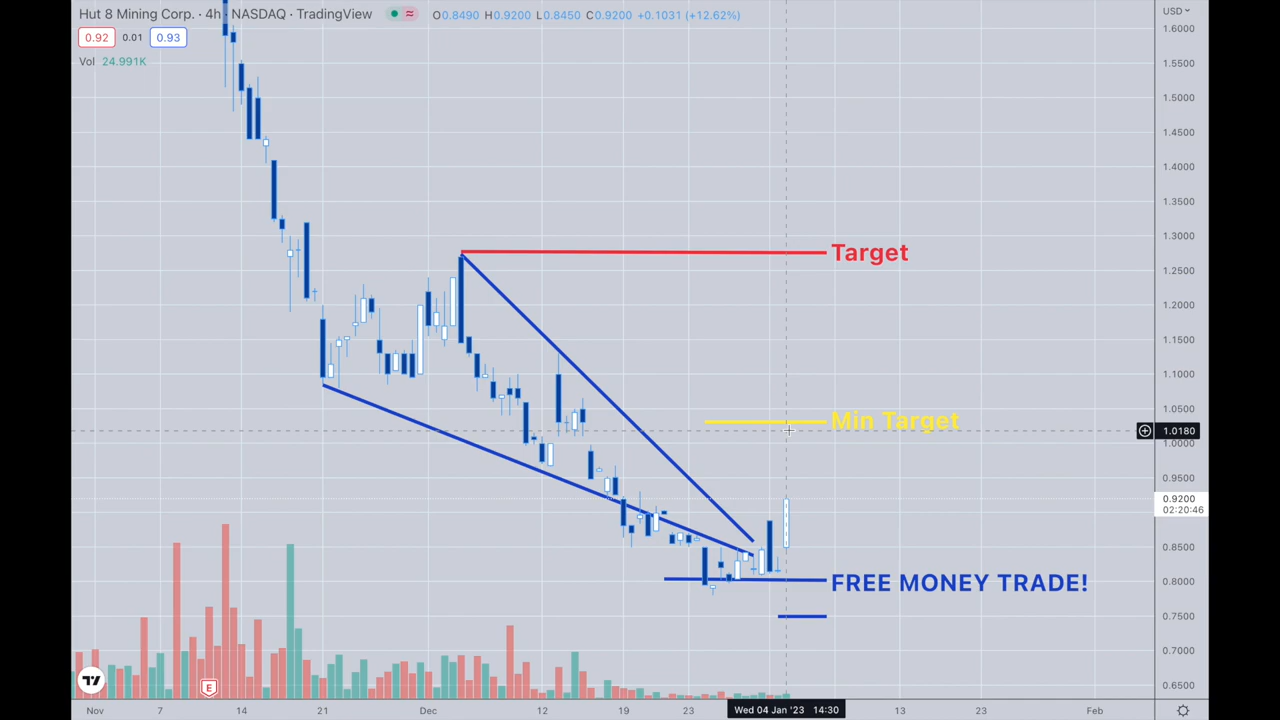 Hut 8 Mining Corp. · 4h · NASDAQ · TradingView O0.8490 H0.9200 L0.8450 C0.9200 +0.1031 (+12.62%)
USD
0.92 0.01 0.93
Vol 24.991K
1.6000
1.5500
1.5000
1.4500
1.4000
1.3500
1.3000
Target
1.2500
1.2000
1.1500
1.1000
1.0500
Min Target
1.0180
1.0000
0.9500
0.9200
02:20:46
0.8500
FREE MONEY TRADE!
0.8000
0.7500
0.7000
E
0.6500
Nov 7 14 21 Dec 12 19 23 Wed 04 Jan '23 14:30 13 23 Feb